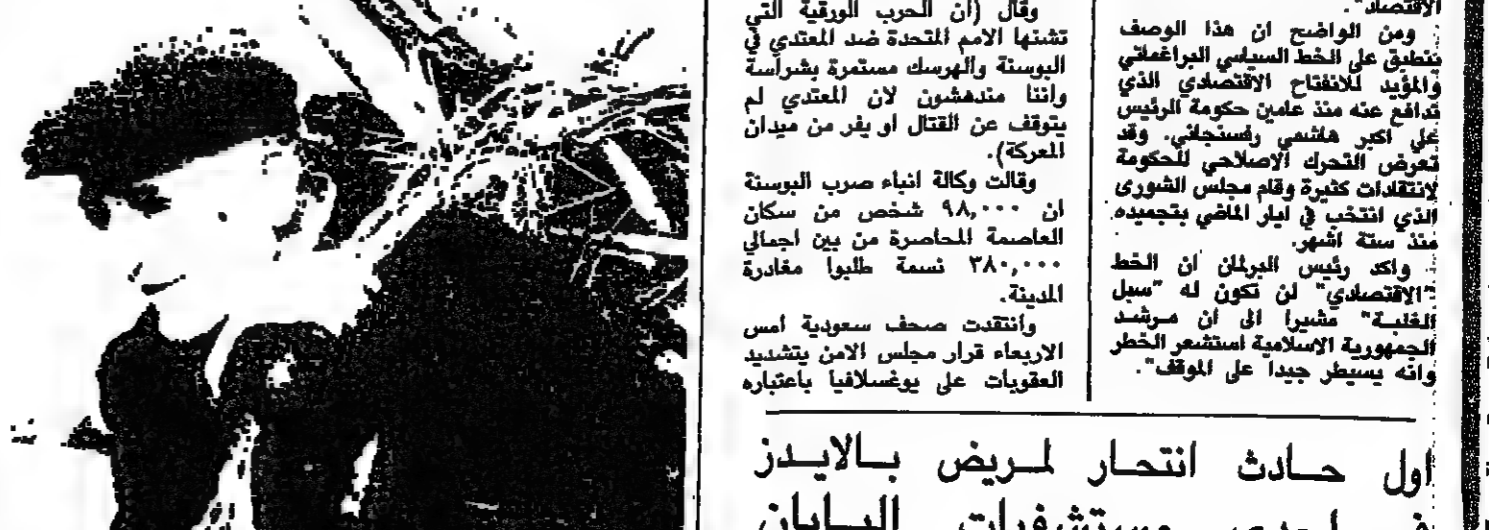 الاقتصاد".
ومن الواضح ان هذا الوصف
ينطبق على الخط السياسي البراغماتي
والمؤيد للانفتاح الاقتصادي الذي
تدافع عنه منذ عامين حكومة الرئيس
علي اكبر هاشمي رفسنجاني. وقد
تعرض التحرك الاصلاحي للحكومة
لانتقادات كثيرة وقام مجلس الشورى
الذي انتخب في ايار الماضي بتجميده
منذ ستة اشهر.
واكد رئيس البرلمان ان الخط
"الاقتصادي" لن تكون له "سبل
الغلبة" مشيرا الى ان مرشد
الجمهورية الاسلامية استشعر الخطر
وانه يسيطر جيدا على الموقف".
وقال (ان الحرب الورقية التي
تشنها الامم المتحدة ضد المعتدي في
البوسنة والهرسك مستمرة بشراسة
واننا مندهشون لان المعتدي لم
يتوقف عن القتال او يفر من ميدان
المعركة).
وقالت وكالة انباء صرب البوسنة
ان ٩٨,٠٠٠ شخص من سكان
العاصمة المحاصرة من بين اجمالي
٣٨٠,٠٠٠ نسمة طلبوا مغادرة
المدينة.
وانتقدت صحف سعودية امس
الاربعاء قرار مجلس الامن بتشديد
العقوبات على يوغسلافيا باعتباره
اول حادث انتحار لمريض بالايدز
في احدى مستشفيات اليابان